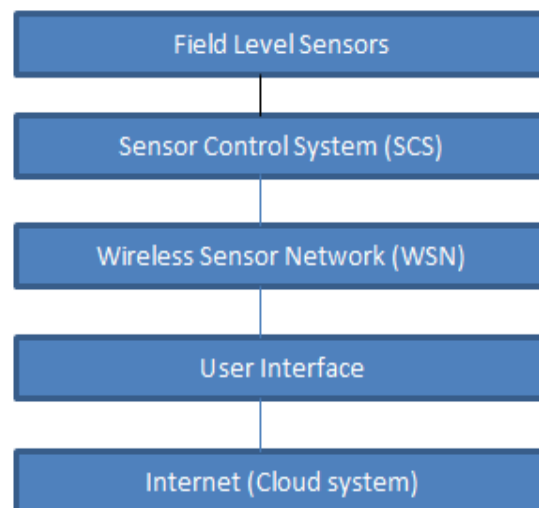 Field Level Sensors
Sensor Control System (SCS)
Wireless Sensor Network (WSN)
User Interface
Internet (Cloud system)